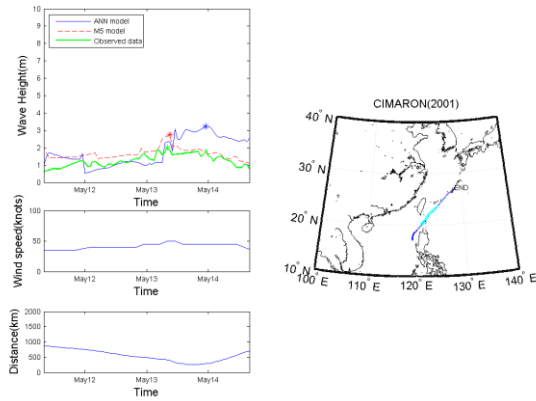 ANN model
M5 model
Observed data
Wave Height(m)
10
9
8
7
6
5
4
3
2
1
0
May12 May13 May14
Time
Wind speed(Knots)
100
50
0
May12 May13 May14
Time
Distance(km)
2000
1500
1000
500
0
May12 May13 May14
Time
CIMARON(2001)
40° N
30° N
20° N
10° N
100° E 110° E 120° E 130° E 140° E
END